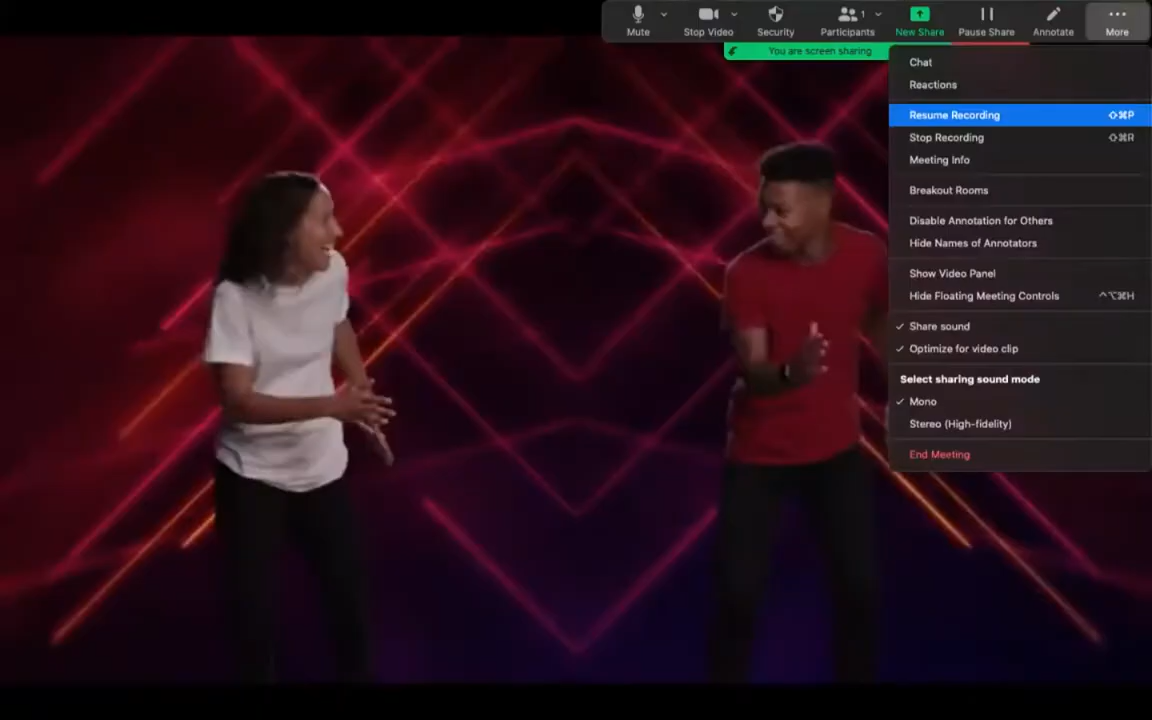 Mute
Stop Video
Security
Participants 1
New Share
Pause Share
Annotate
More
You are screen sharing
Chat
Reactions
Resume Recording ⇧⌘P
Stop Recording ⇧⌘R
Meeting Info
Breakout Rooms
Disable Annotation for Others
Hide Names of Annotators
Show Video Panel
Hide Floating Meeting Controls ^⌥⌘H
✓ Share sound
✓ Optimize for video clip
Select sharing sound mode
✓ Mono
Stereo (High-fidelity)
End Meeting